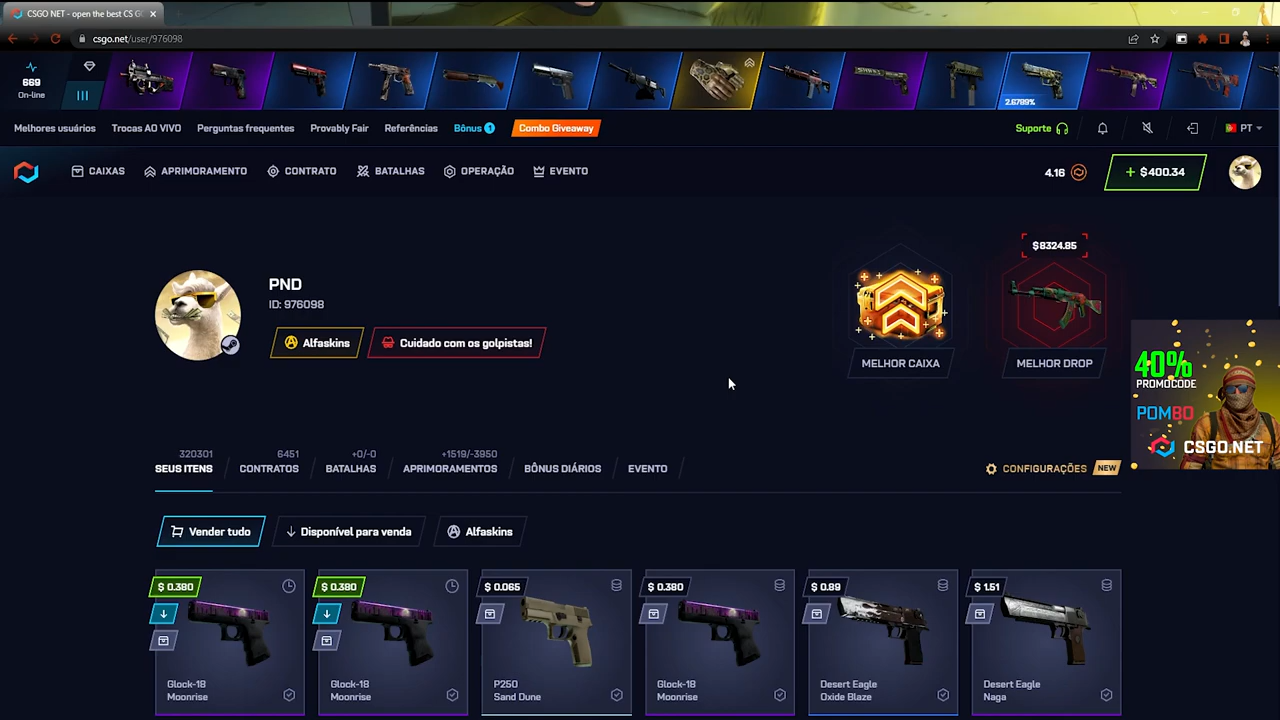 CSGO NET - open the best CS G
csgo.net/user/976098
669
On-line
2.6799%
Melhores usuários
Trocas AO VIVO
Perguntas frequentes
Provably Fair
Referências
Bônus 1
Combo Giveaway
Suporte
PT
CAIXAS
APRIMORAMENTO
CONTRATO
BATALHAS
OPERAÇÃO
EVENTO
4.16
+ $400.34
$8324.85
PND
ID: 976098
Alfaskins
Cuidado com os golpistas!
MELHOR CAIXA
MELHOR DROP
40%
PROMOCODE
POMBO
CSGO.NET
320301
SEUS ITENS
6451
CONTRATOS
+0/-0
BATALHAS
+1519/-3950
APRIMORAMENTOS
BÔNUS DIÁRIOS
EVENTO
CONFIGURAÇÕES NEW
Vender tudo
Disponível para venda
Alfaskins
$ 0.380
Glock-18
Moonrise
$ 0.380
Glock-18
Moonrise
$ 0.065
P250
Sand Dune
$ 0.380
Glock-18
Moonrise
$ 0.89
Desert Eagle
Oxide Blaze
$ 1.51
Desert Eagle
Naga